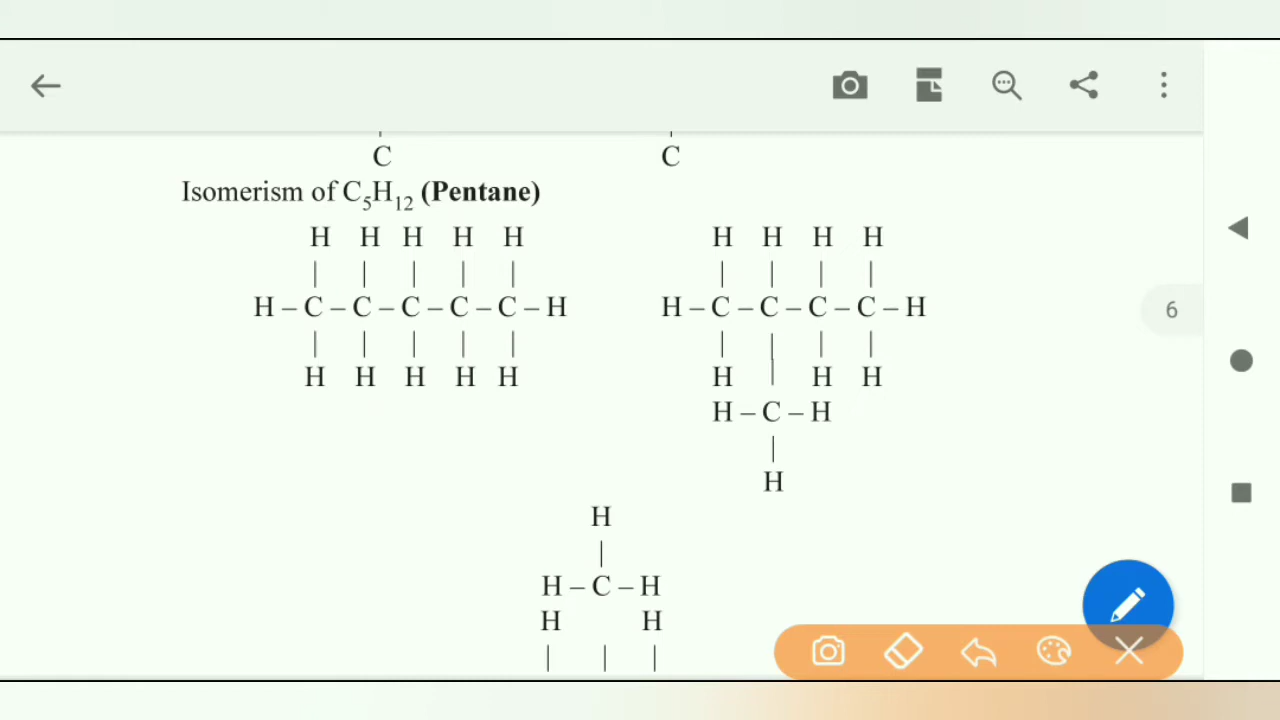 C C
Isomerism of C₅H₁₂ (Pentane)
H H H H H H H H H
| | | | | | | | |
H – C – C – C – C – C – H H – C – C – C – C – H
| | | | | | | | |
H H H H H H H H
H – C – H
|
H
H
|
H – C – H
H H
| | |
6